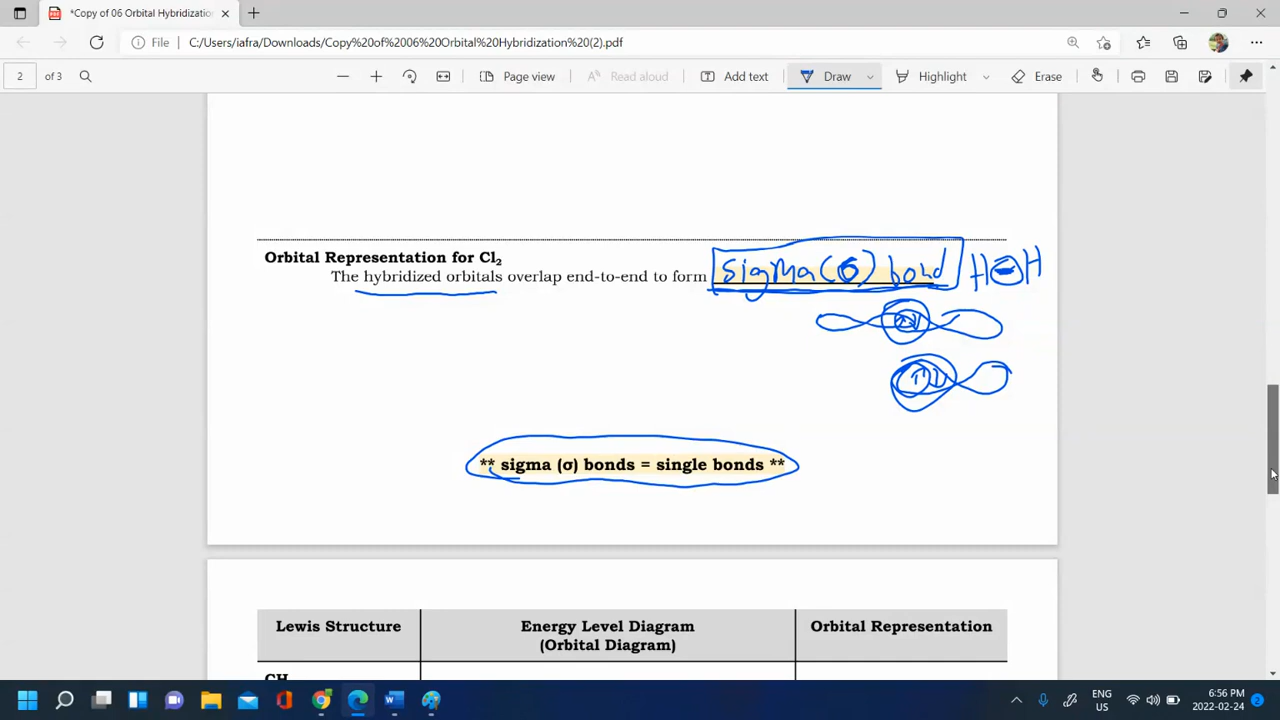 *Copy of 06 Orbital Hybridizatio
File C:/Users/iafra/Downloads/Copy%20of%2006%20Orbital%20Hybridization%20(2).pdf
2 of 3 Page view Read aloud Add text Draw Highlight Erase
Orbital Representation for Cl₂
The hybridized orbitals overlap end-to-end to form sigma (σ) bond H-H
↑↓
↑↓
** sigma (σ) bonds = single bonds **
Lewis Structure Energy Level Diagram (Orbital Diagram) Orbital Representation
CH
ENG
US
6:56 PM
2022-02-24
2